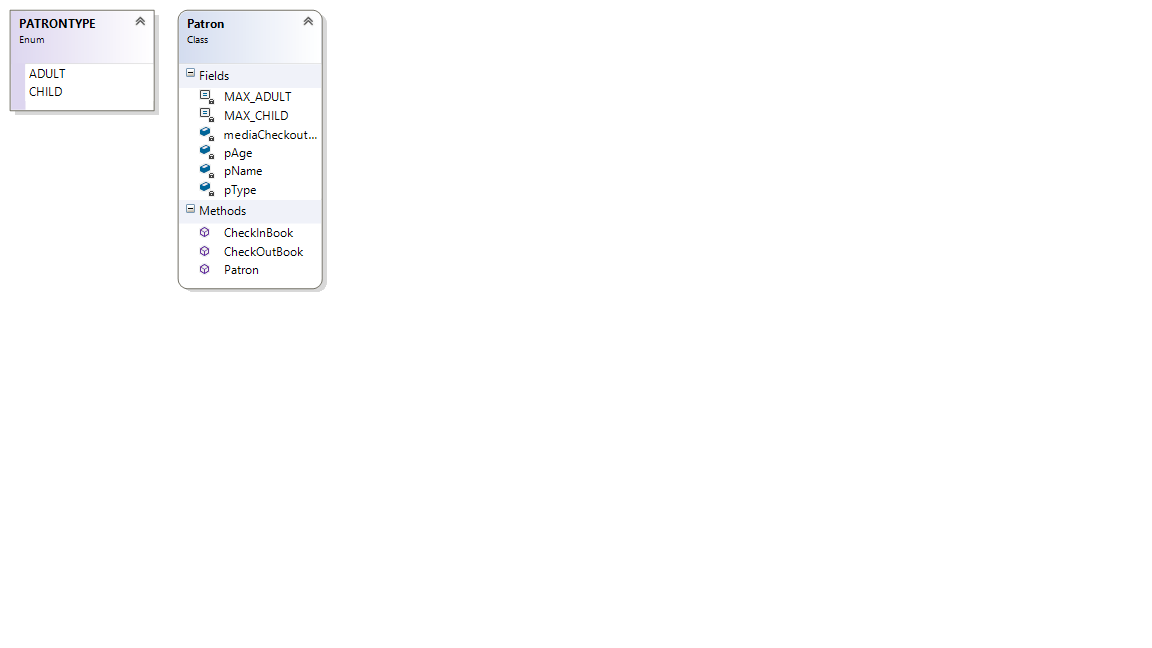 PATRONTYPE
Enum
ADULT
CHILD
Patron
Class
Fields
MAX_ADULT
MAX_CHILD
mediaCheckout...
pAge
pName
pType
Methods
CheckInBook
CheckOutBook
Patron